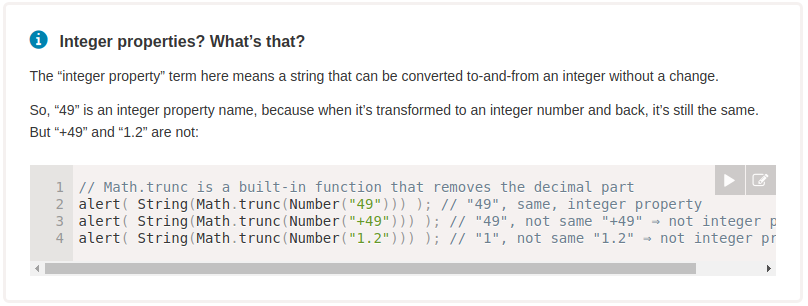 Integer properties? What’s that?
The “integer property” term here means a string that can be converted to-and-from an integer without a change.
So, “49” is an integer property name, because when it’s transformed to an integer number and back, it’s still the same.
But “+49” and “1.2” are not:
1 // Math.trunc is a built-in function that removes the decimal part
2 alert( String(Math.trunc(Number("49"))) ); // "49", same, integer property
3 alert( String(Math.trunc(Number("+49"))) ); // "49", not same "+49" ⇒ not integer p
4 alert( String(Math.trunc(Number("1.2"))) ); // "1", not same "1.2" ⇒ not integer pr